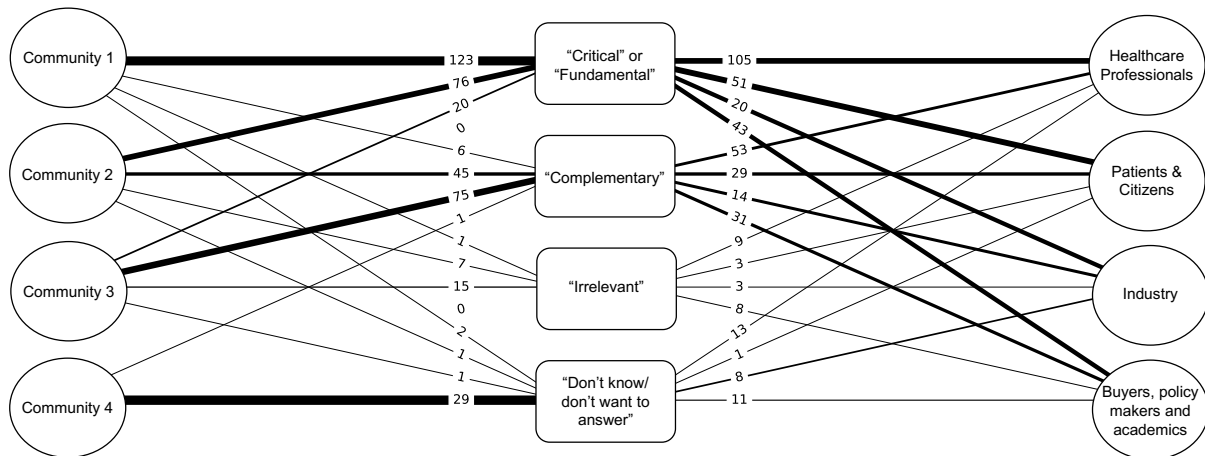 Community 1
Community 2
Community 3
Community 4
123
76
20
0
6
45
75
1
1
7
15
0
2
1
1
29
“Critical” or
“Fundamental”
“Complementary”
“Irrelevant”
“Don’t know/
don’t want to
answer”
105
51
20
43
53
29
14
31
9
3
3
8
13
1
8
11
Healthcare
Professionals
Patients &
Citizens
Industry
Buyers, policy
makers and
academics